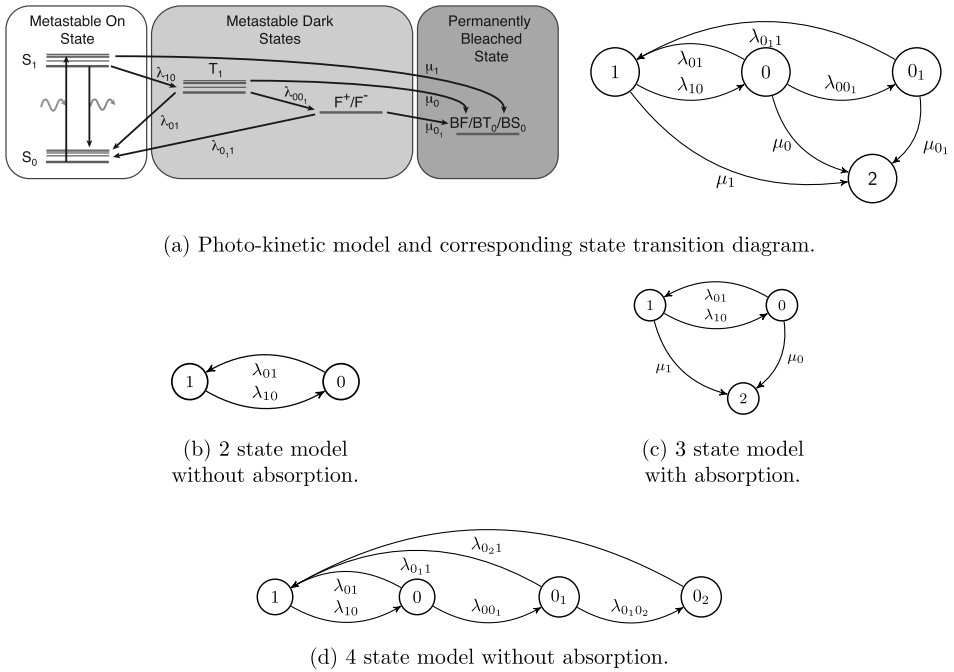 Metastable On State
Metastable Dark States
Permanently Bleached State
S₁
T₁
F⁺/F⁻
BF/BT₀/BS₀
S₀
λ₁₀
λ₀₁
λ₀₀₁
λ₀₁1
μ₁
μ₀
μ₀₁
1
0
0₁
2
λ₀₁1
λ₀₁
λ₁₀
λ₀₀₁
μ₀
μ₀₁
μ₁
(a) Photo-kinetic model and corresponding state transition diagram.
1
0
λ₀₁
λ₁₀
(b) 2 state model
without absorption.
1
0
2
λ₀₁
λ₁₀
μ₁
μ₀
(c) 3 state model
with absorption.
1
0
0₁
0₂
λ₀₂1
λ₀₁1
λ₀₁
λ₁₀
λ₀₀₁
λ₀₁₀₂
(d) 4 state model without absorption.